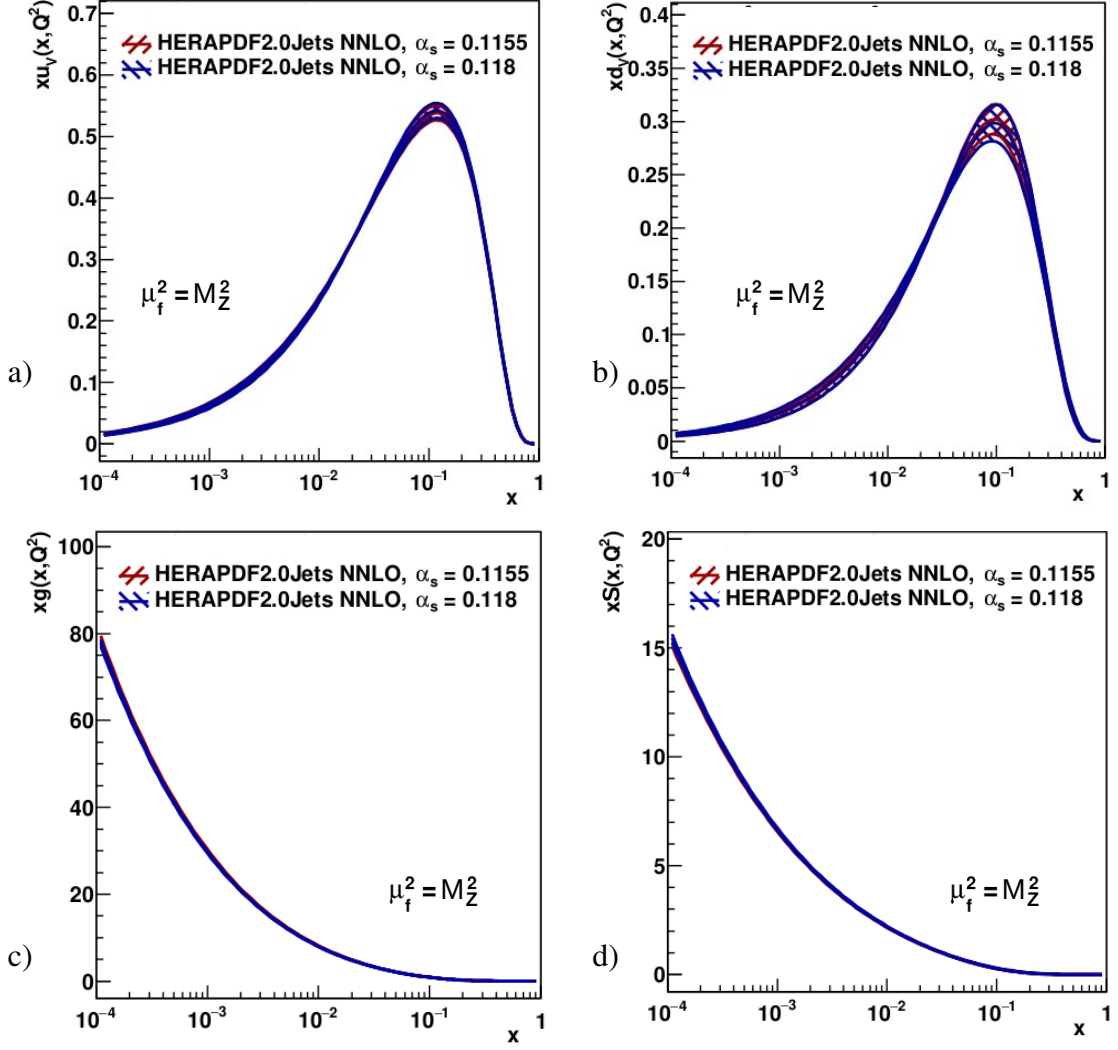 a)
xu_V(x,Q²)
HERAPDF2.0Jets NNLO, α_s = 0.1155
HERAPDF2.0Jets NNLO, α_s = 0.118
0.7
0.6
0.5
0.4
0.3
0.2
0.1
0
μ_f² = M_Z²
10⁻⁴ 10⁻³ 10⁻² 10⁻¹ 1
x
b)
xd_V(x,Q²)
HERAPDF2.0Jets NNLO, α_s = 0.1155
HERAPDF2.0Jets NNLO, α_s = 0.118
0.4
0.35
0.3
0.25
0.2
0.15
0.1
0.05
0
μ_f² = M_Z²
10⁻⁴ 10⁻³ 10⁻² 10⁻¹ 1
x
c)
xg(x,Q²)
HERAPDF2.0Jets NNLO, α_s = 0.1155
HERAPDF2.0Jets NNLO, α_s = 0.118
100
80
60
40
20
0
μ_f² = M_Z²
10⁻⁴ 10⁻³ 10⁻² 10⁻¹ 1
x
d)
xS(x,Q²)
HERAPDF2.0Jets NNLO, α_s = 0.1155
HERAPDF2.0Jets NNLO, α_s = 0.118
20
15
10
5
0
μ_f² = M_Z²
10⁻⁴ 10⁻³ 10⁻² 10⁻¹ 1
x